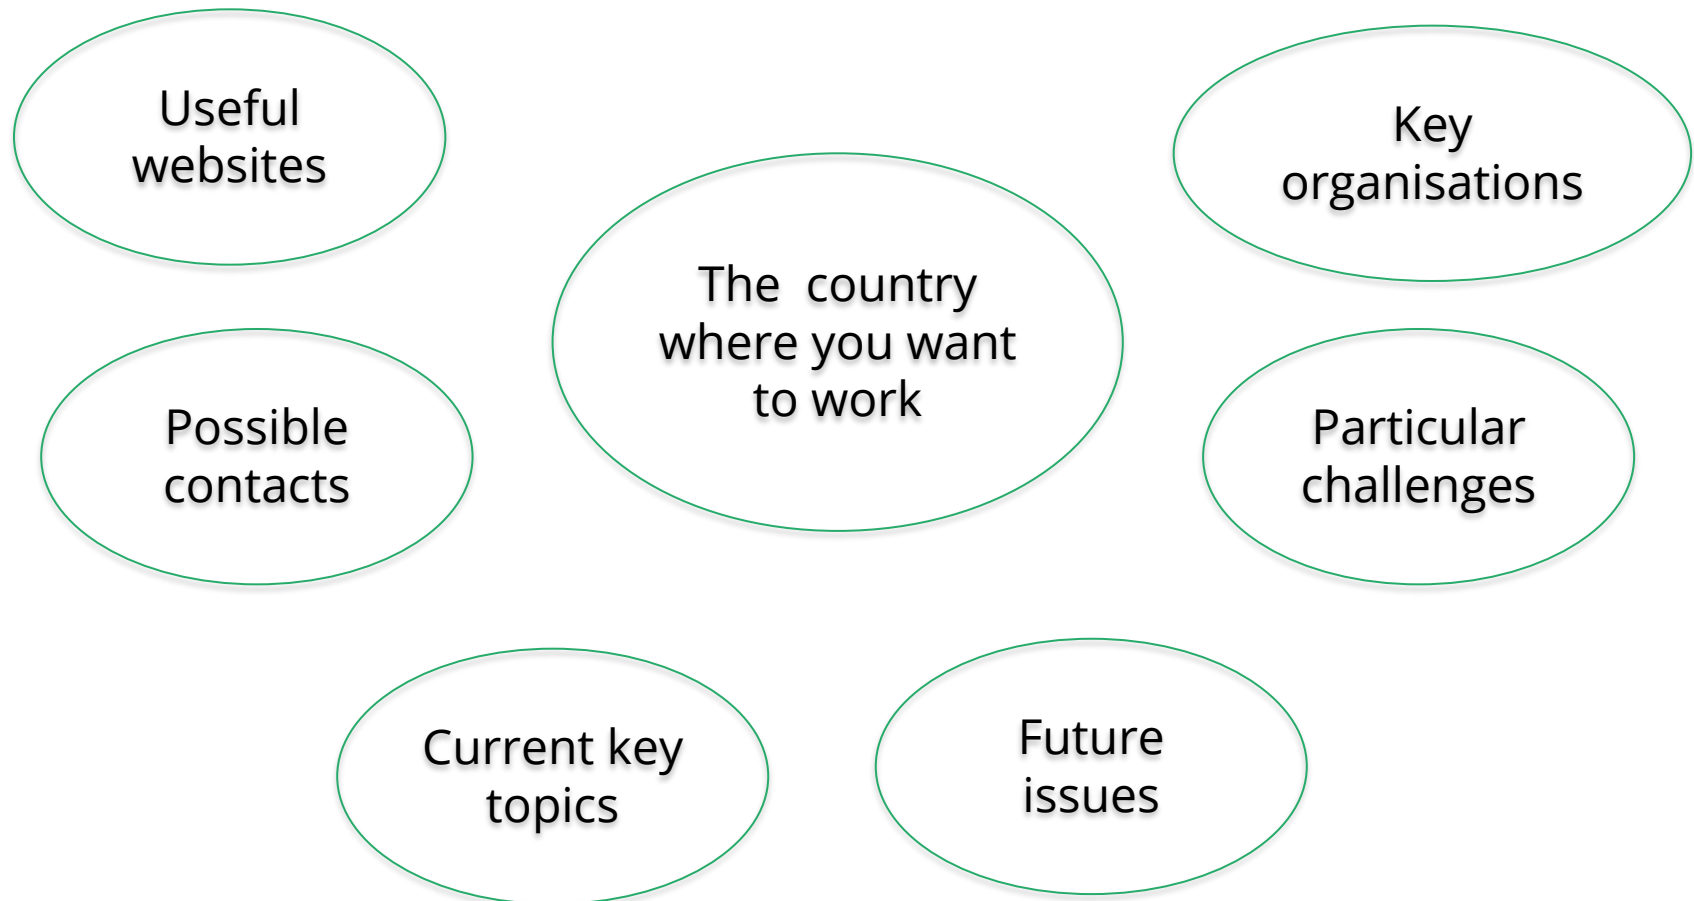 Useful
websites
Key
organisations
The  country
where you want
to work
Possible
contacts
Particular
challenges
Current key
topics
Future
issues